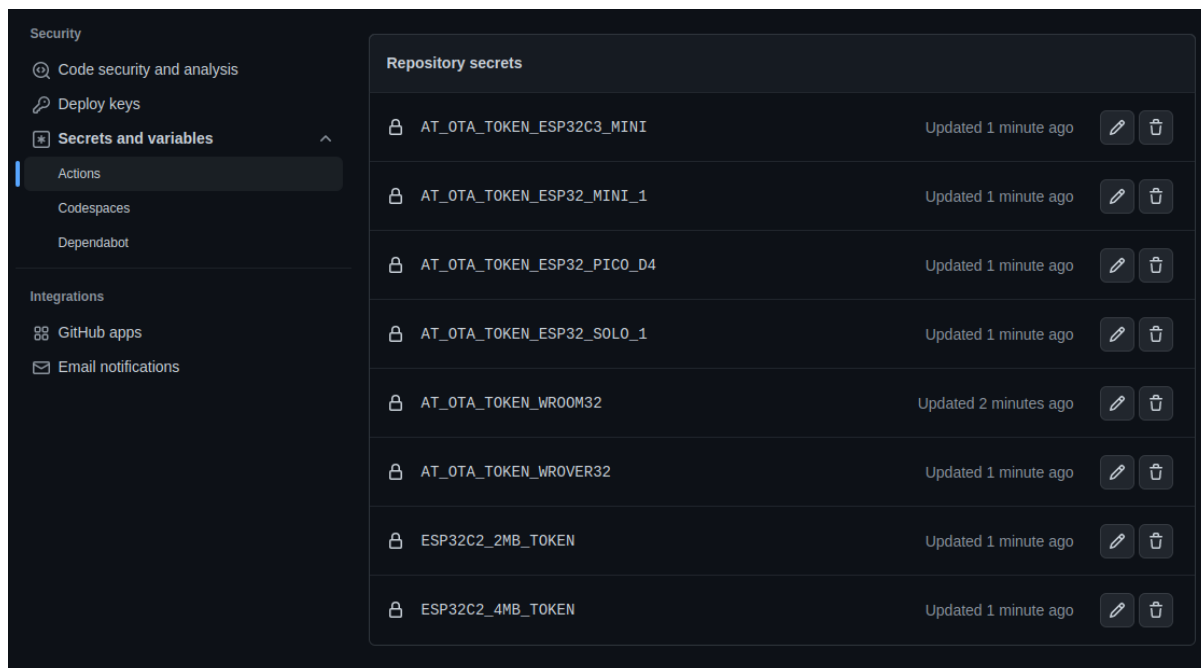 Security
Code security and analysis
Deploy keys
Secrets and variables
Actions
Codespaces
Dependabot
Integrations
GitHub apps
Email notifications
Repository secrets
AT_OTA_TOKEN_ESP32C3_MINI Updated 1 minute ago
AT_OTA_TOKEN_ESP32_MINI_1 Updated 1 minute ago
AT_OTA_TOKEN_ESP32_PICO_D4 Updated 1 minute ago
AT_OTA_TOKEN_ESP32_SOLO_1 Updated 1 minute ago
AT_OTA_TOKEN_WROOM32 Updated 2 minutes ago
AT_OTA_TOKEN_WROVER32 Updated 1 minute ago
ESP32C2_2MB_TOKEN Updated 1 minute ago
ESP32C2_4MB_TOKEN Updated 1 minute ago